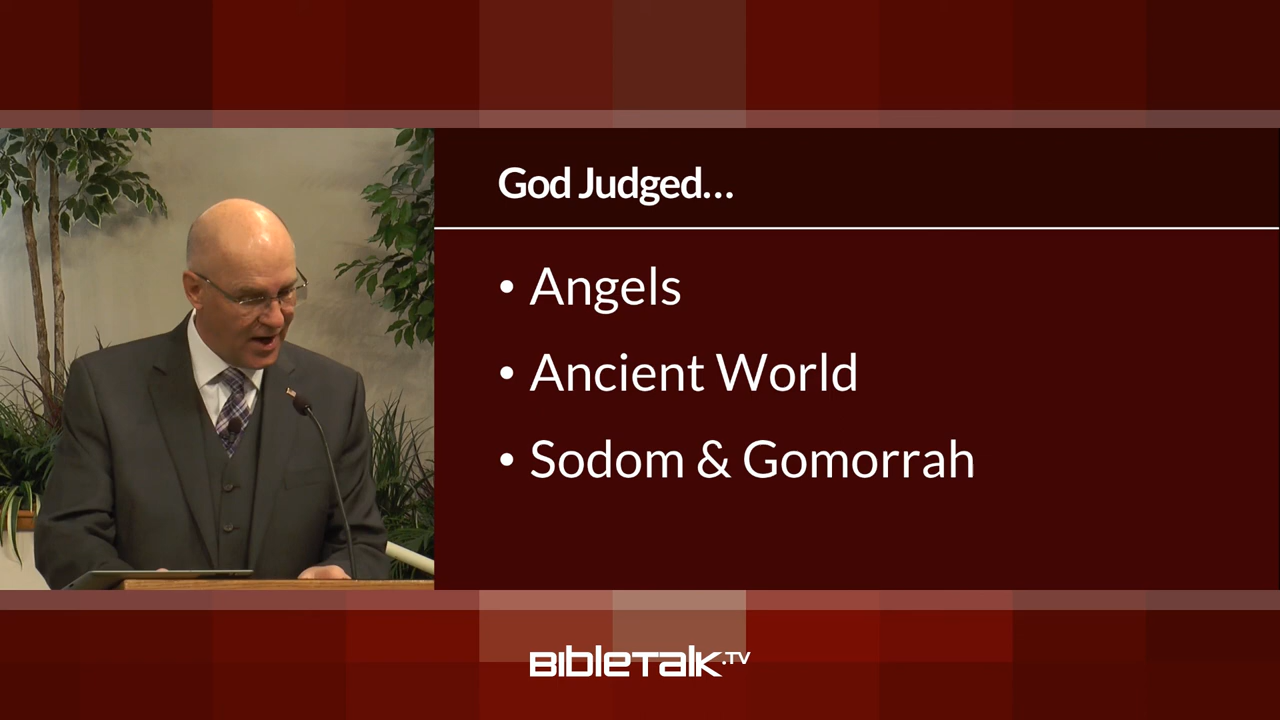 God Judged...
• Angels
• Ancient World
• Sodom & Gomorrah
BibleTalk.TV